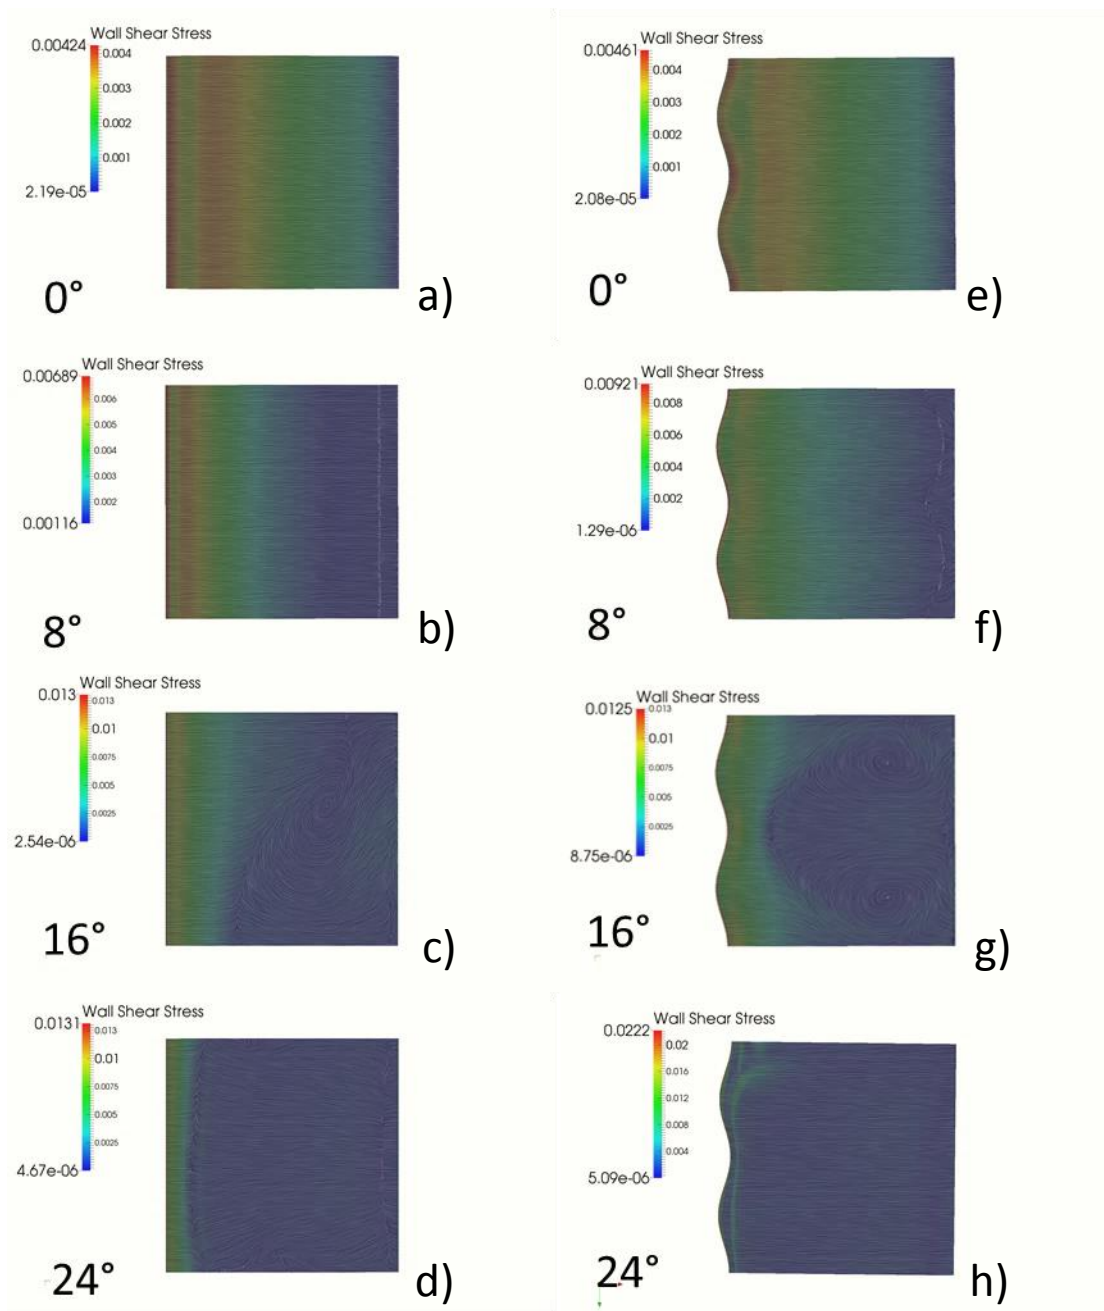 Wall Shear Stress
0.00424
0.004
0.003
0.002
0.001
2.19e-05
0°
a)
Wall Shear Stress
0.00461
0.004
0.003
0.002
0.001
2.08e-05
0°
e)
Wall Shear Stress
0.00689
0.006
0.005
0.004
0.003
0.002
0.00116
8°
b)
Wall Shear Stress
0.00921
0.008
0.006
0.004
0.002
1.29e-06
8°
f)
Wall Shear Stress
0.013
0.013
0.01
0.0075
0.005
0.0025
2.54e-06
16°
c)
Wall Shear Stress
0.0125
0.013
0.01
0.0075
0.005
0.0025
8.75e-06
16°
g)
Wall Shear Stress
0.0131
0.013
0.01
0.0075
0.005
0.0025
4.67e-06
24°
d)
Wall Shear Stress
0.0222
0.02
0.016
0.012
0.008
0.004
5.09e-06
24°
h)